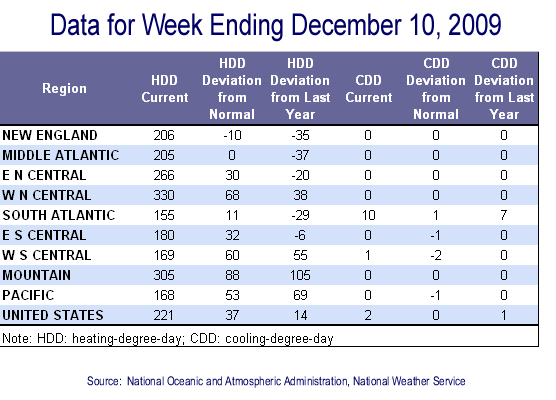 Data for Week Ending December 10, 2009
Region HDD Current HDD Deviation from Normal HDD Deviation from Last Year CDD Current CDD Deviation from Normal CDD Deviation from Last Year
NEW ENGLAND 206 -10 -35 0 0 0
MIDDLE ATLANTIC 205 0 -37 0 0 0
E N CENTRAL 266 30 -20 0 0 0
W N CENTRAL 330 68 38 0 0 0
SOUTH ATLANTIC 155 11 -29 10 1 7
E S CENTRAL 180 32 -6 0 -1 0
W S CENTRAL 169 60 55 1 -2 0
MOUNTAIN 305 88 105 0 0 0
PACIFIC 168 53 69 0 -1 0
UNITED STATES 221 37 14 2 0 1
Note: HDD: heating-degree-day; CDD: cooling-degree-day
Source: National Oceanic and Atmospheric Administration, National Weather Service